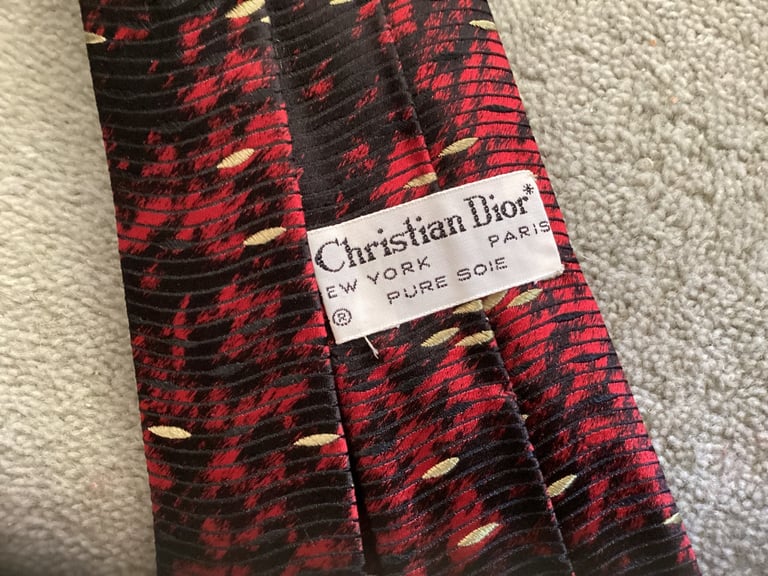 Christian Dior*
EW YORK PARIS
® PURE SOIE